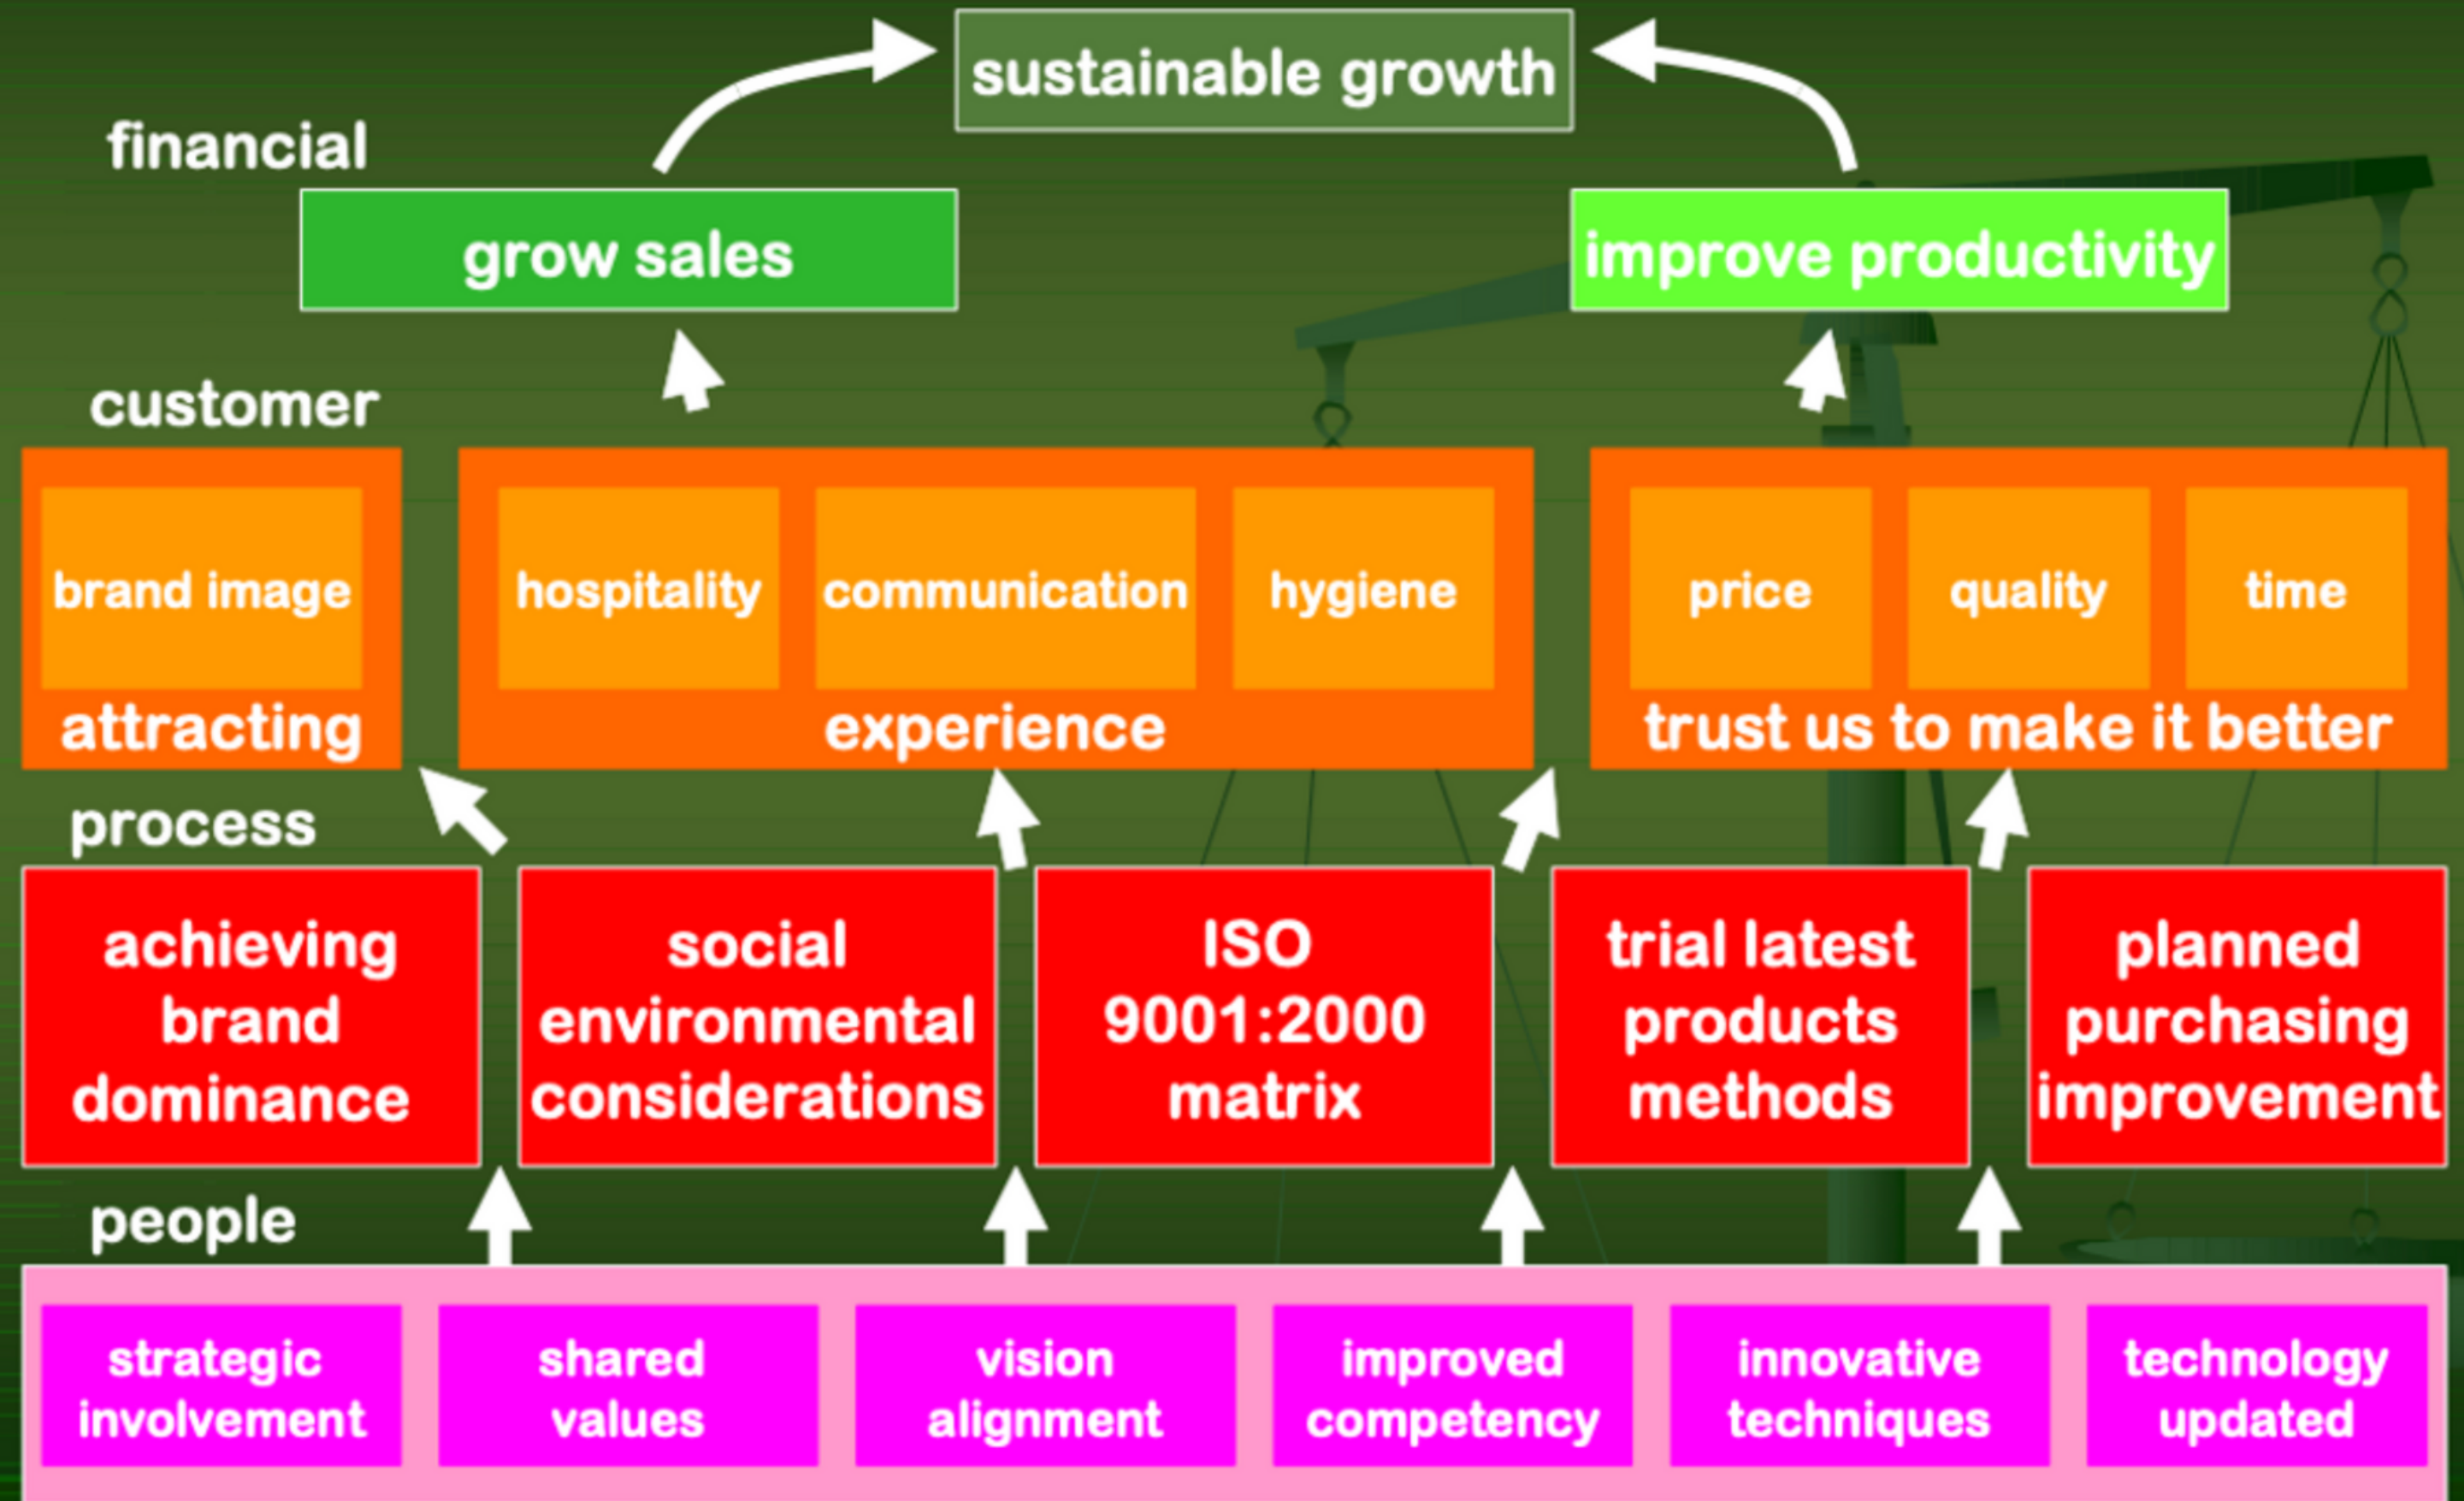 sustainable growth
financial
grow sales
improve productivity
customer
brand image
hospitality
communication
hygiene
price
quality
time
attracting
experience
trust us to make it better
process
achieving
brand
dominance
social
environmental
considerations
ISO
9001:2000
matrix
trial latest
products
methods
planned
purchasing
improvement
people
strategic
involvement
shared
values
vision
alignment
improved
competency
innovative
techniques
technology
updated